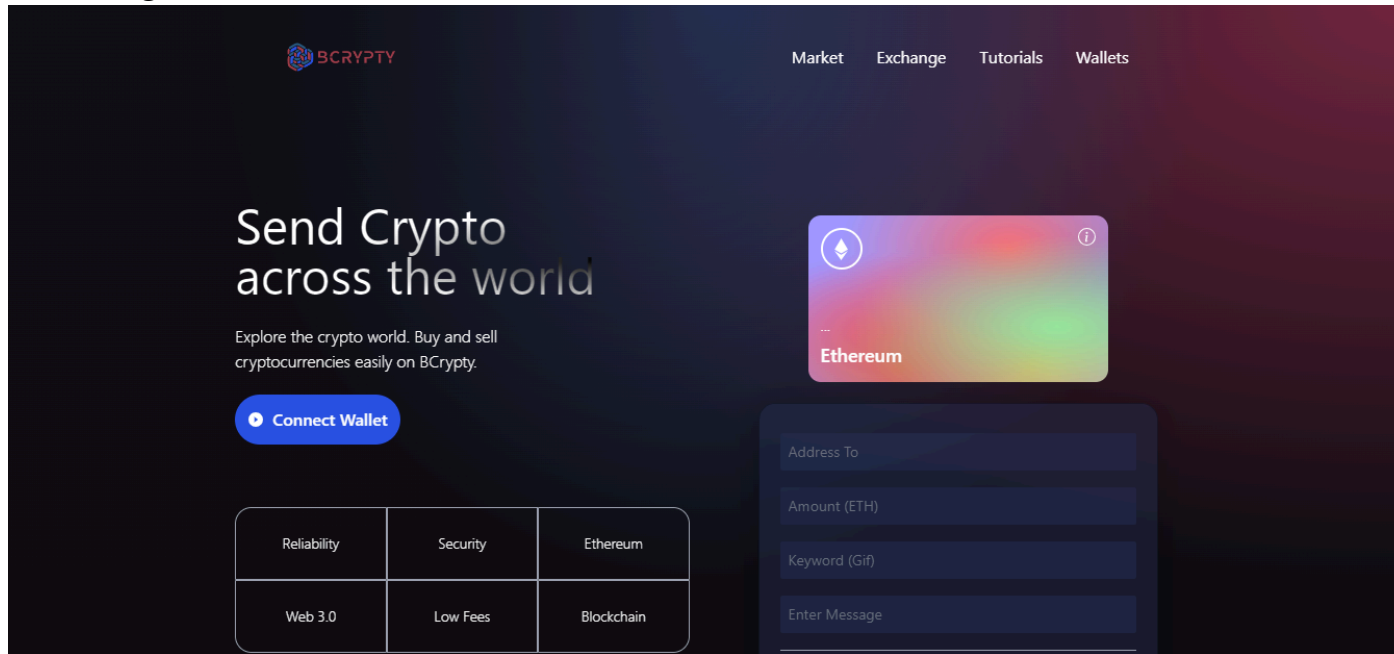 BCRYPTY
Market Exchange Tutorials Wallets
Send Crypto
across the world
Explore the crypto world. Buy and sell
cryptocurrencies easily on BCrypty.
Connect Wallet
Reliability Security Ethereum
Web 3.0 Low Fees Blockchain
...
Ethereum
Address To
Amount (ETH)
Keyword (Gif)
Enter Message